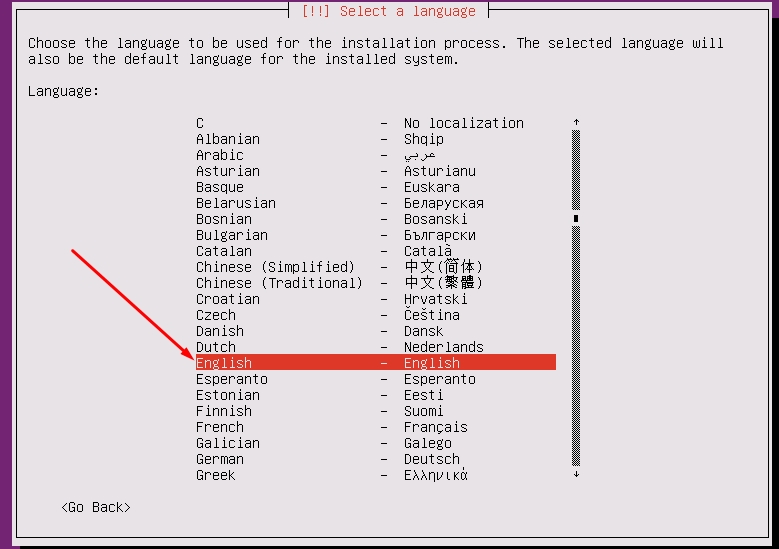 [!!] Select a language
Choose the language to be used for the installation process. The selected language will
also be the default language for the installed system.
Language:
C - No localization
Albanian - Shqip
Arabic - عربي
Asturian - Asturianu
Basque - Euskara
Belarusian - Беларуская
Bosnian - Bosanski
Bulgarian - Български
Catalan - Català
Chinese (Simplified) - 中文(简体)
Chinese (Traditional) - 中文(繁體)
Croatian - Hrvatski
Czech - Čeština
Danish - Dansk
Dutch - Nederlands
English - English
Esperanto - Esperanto
Estonian - Eesti
Finnish - Suomi
French - Français
Galician - Galego
German - Deutsch
Greek - Ελληνικά
<Go Back>